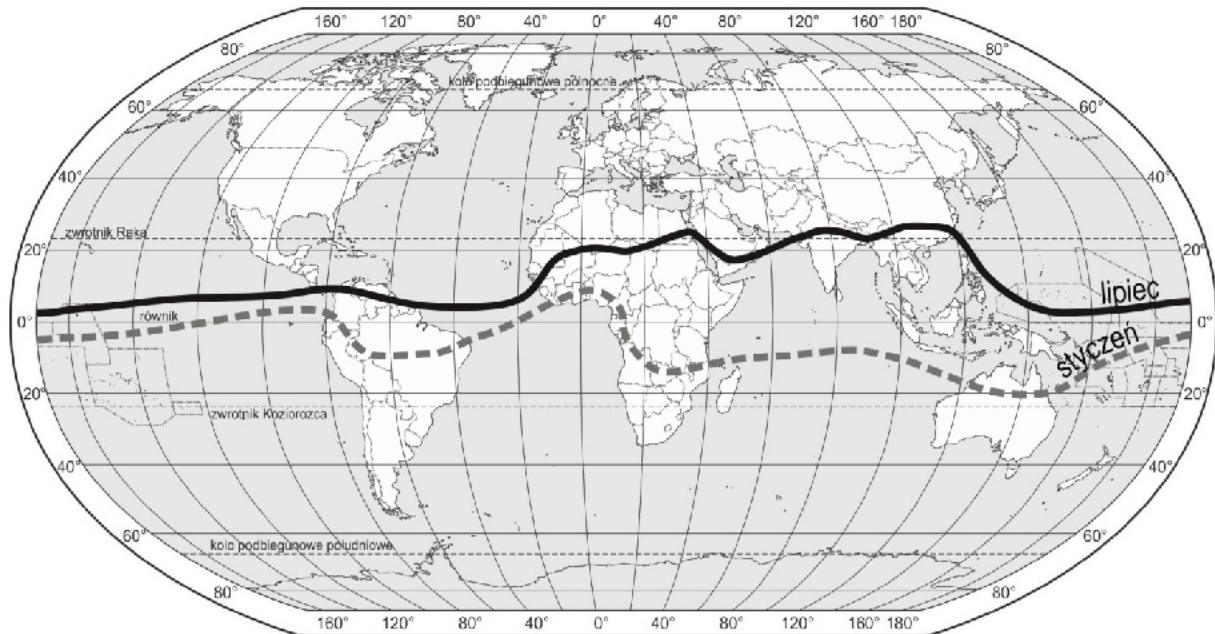 160° 120° 80° 40° 0° 40° 80° 120° 160° 180°
80° 80°
koło podbiegunowe północne
60° 60°
40° 40°
zwrotnik Raka
20° 20°
lipiec
równik
0° 0°
styczeń
20° 20°
zwrotnik Koziorożca
40° 40°
60° 60°
koło podbiegunowe południowe
80° 80°
160° 120° 80° 40° 0° 40° 80° 120° 160° 180°